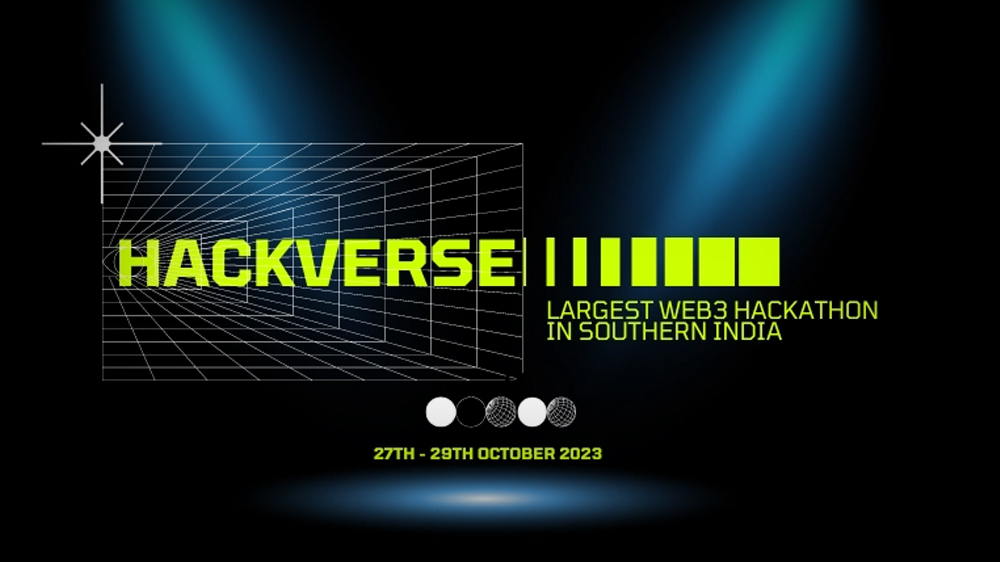 HACKVERSE
LARGEST WEB3 HACKATHON
IN SOUTHERN INDIA
27TH - 29TH OCTOBER 2023